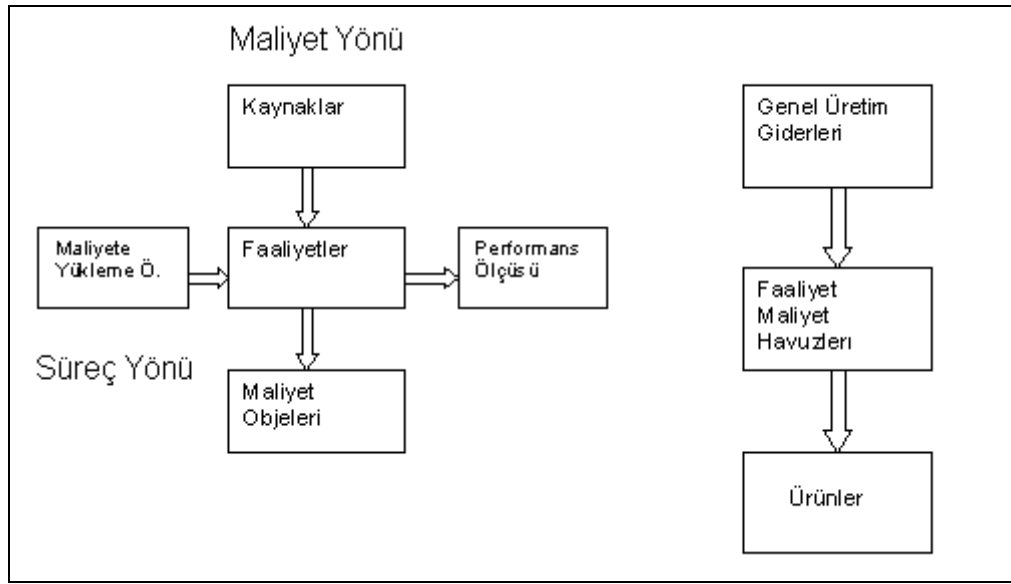 Maliyet Yönü
Kaynaklar
Maliyete
Yükleme Ö.
Faaliyetler
Performans
Ölçüsü
Süreç Yönü
Maliyet
Objeleri
Genel Üretim
Giderleri
Faaliyet
Maliyet
Havuzları
Ürünler